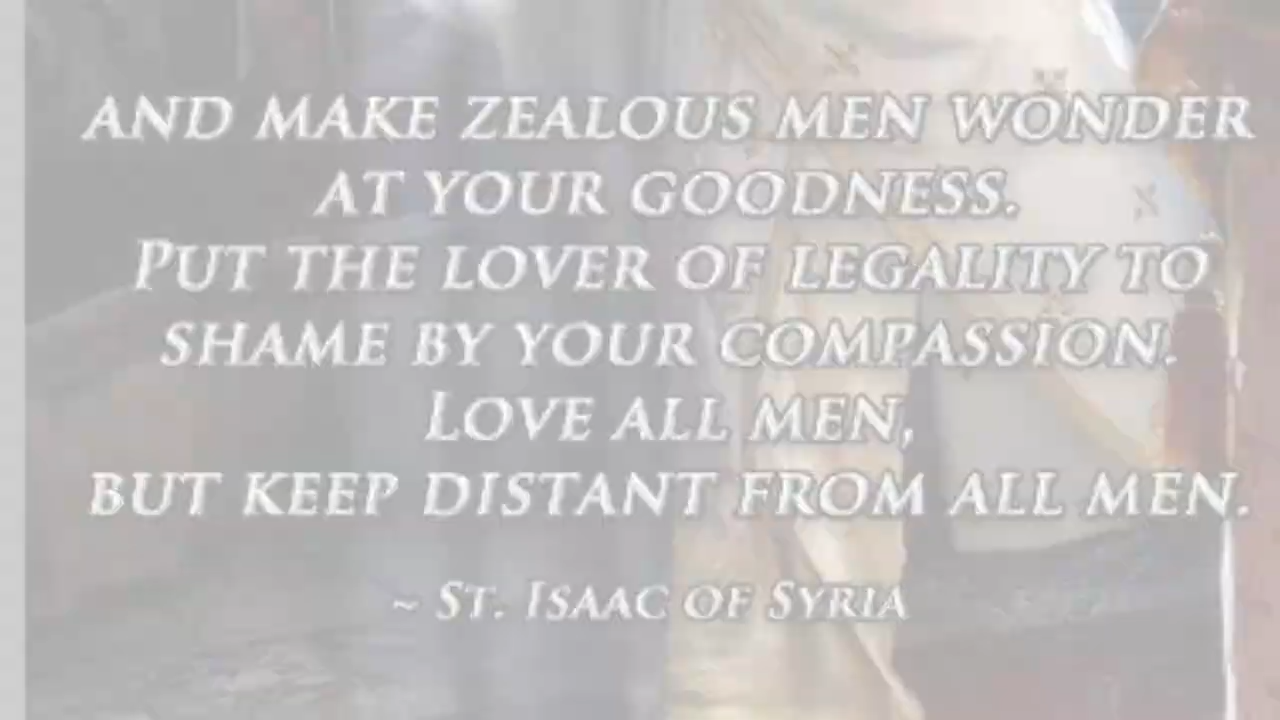 AND MAKE ZEALOUS MEN WONDER
AT YOUR GOODNESS.
PUT THE LOVER OF LEGALITY TO
SHAME BY YOUR COMPASSION.
LOVE ALL MEN,
BUT KEEP DISTANT FROM ALL MEN.
~ ST. ISAAC OF SYRIA